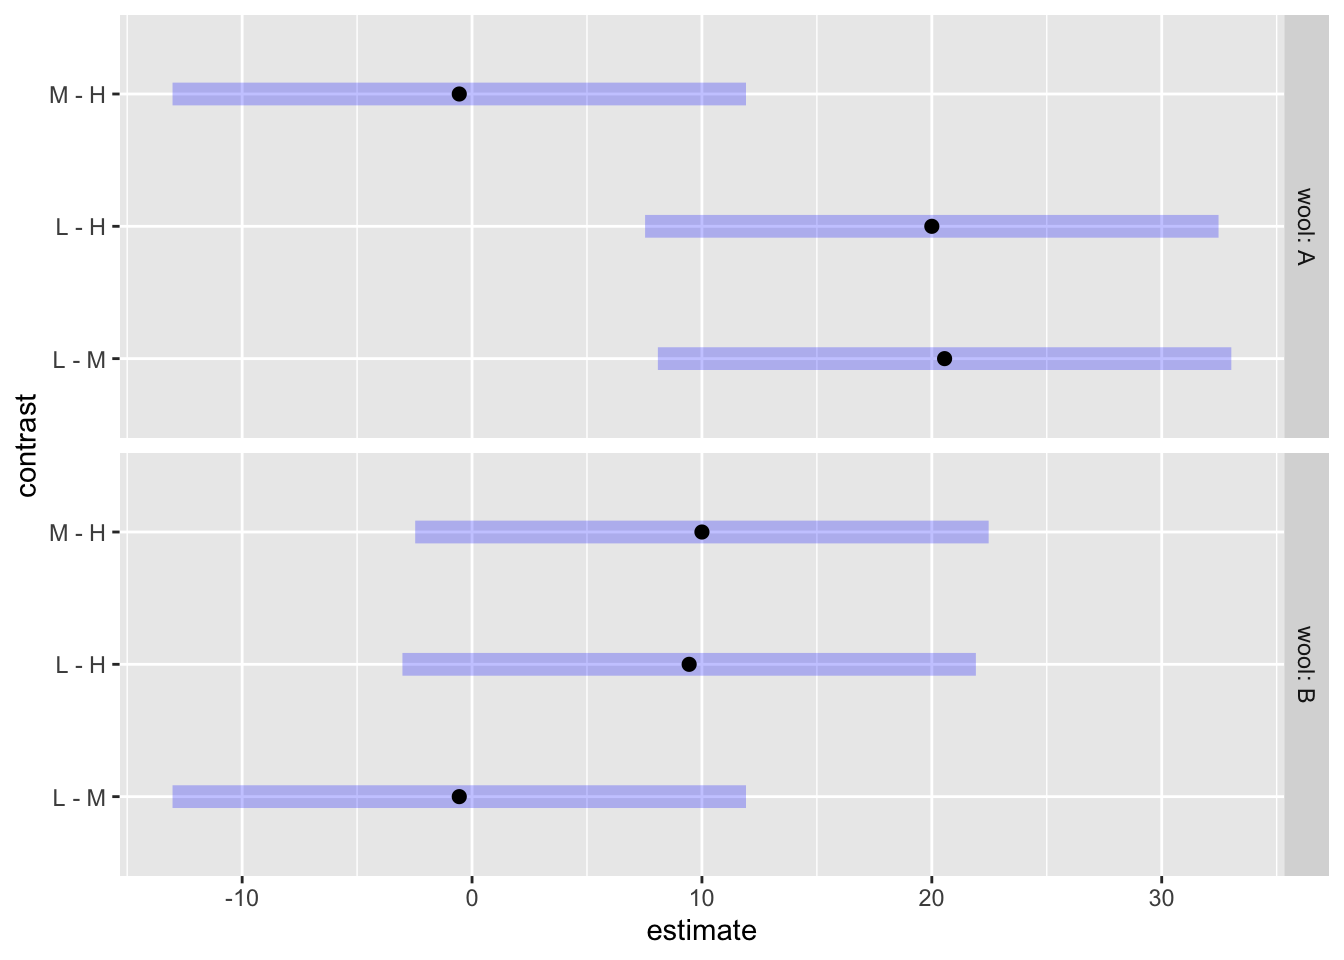 contrast
M - H
L - H
L - M
wool: A
M - H
L - H
L - M
wool: B
-10 0 10 20 30
estimate